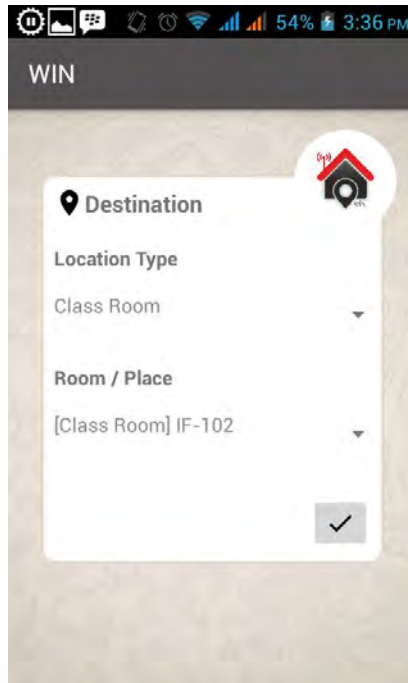 54% 3:36 PM
WIN
Destination
Location Type
Class Room
Room / Place
[Class Room] IF-102